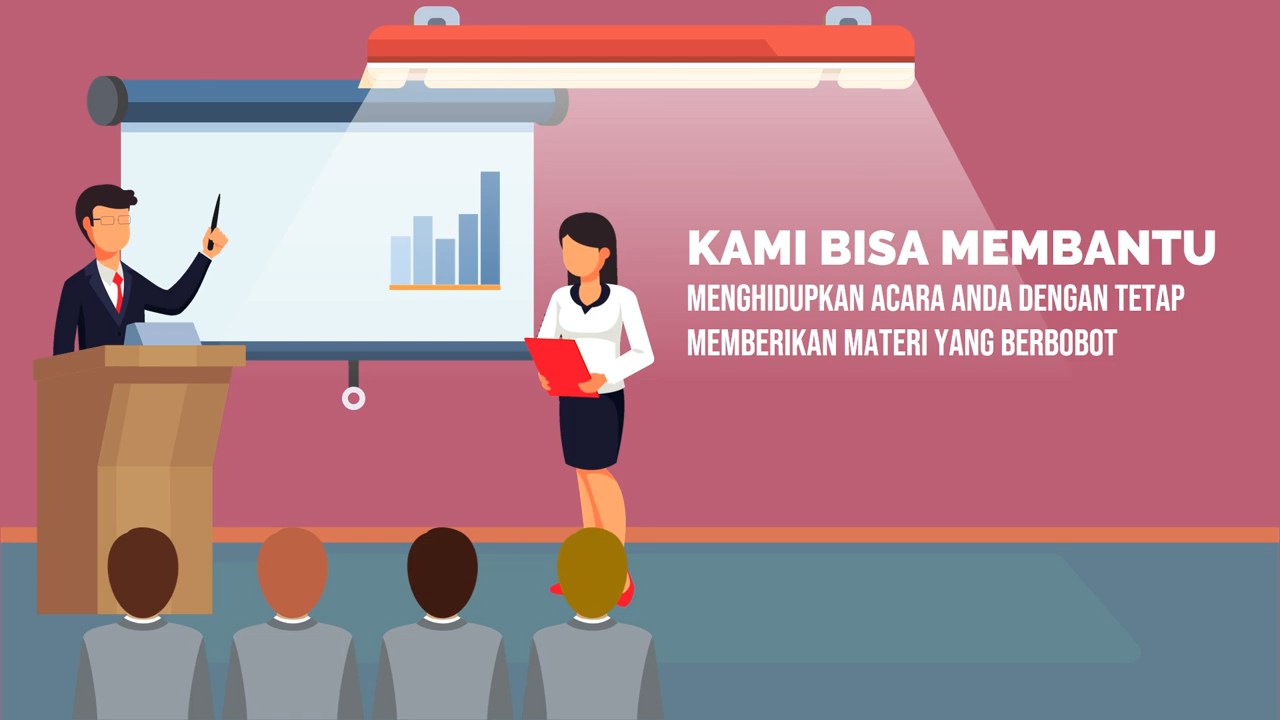 KAMI BISA MEMBANTU
MENGHIDUPKAN ACARA ANDA DENGAN TETAP
MEMBERIKAN MATERI YANG BERBOBOT